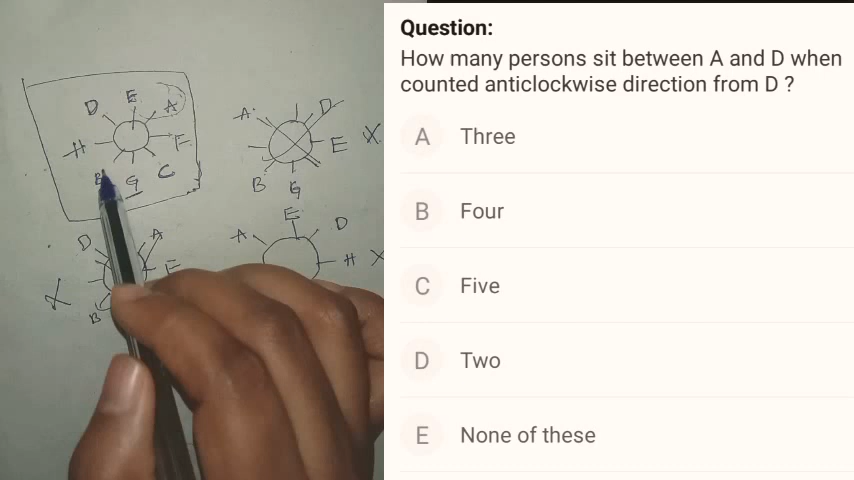 Question:
How many persons sit between A and D when
counted anticlockwise direction from D ?
A Three
B Four
C Five
D Two
E None of these
D E A
H F
B G C
A D
E X
B G
D A
F
X
B
E
A D
H X